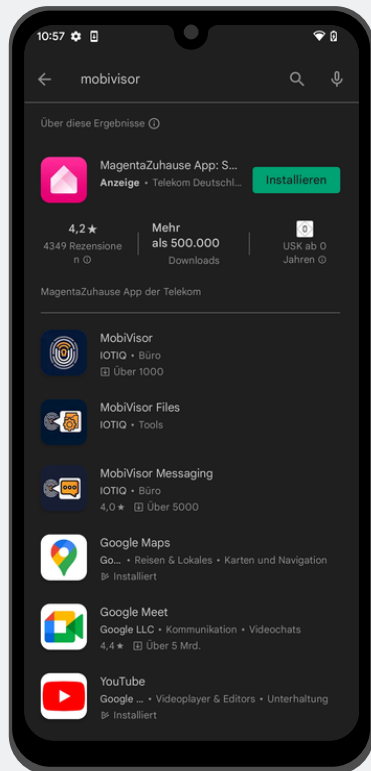 10:57
mobivisor
Über diese Ergebnisse
MagentaZuhause App: S...
Anzeige • Telekom Deutschl...
Installieren
4,2 ★
4349 Rezensione
n
Mehr
als 500.000
Downloads
0
USK ab 0
Jahren
MagentaZuhause App der Telekom
MobiVisor
IOTIQ • Büro
Über 1000
MobiVisor Files
IOTIQ • Tools
MobiVisor Messaging
IOTIQ • Büro
4,0 ★ Über 5000
Google Maps
Go... • Reisen & Lokales • Karten und Navigation
Installiert
Google Meet
Google LLC • Kommunikation • Videochats
4,4 ★ Über 5 Mrd.
YouTube
Google ... • Videoplayer & Editors • Unterhaltung
Installiert